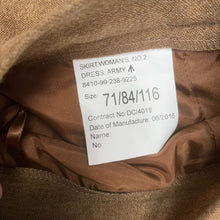 SKIRT,WOMAN'S, NO.2
DRESS, ARMY
8410-99-238-9225
Size: 71/84/116
Contract No:DC/4016
Date of Manufacture: 06/2016
Name
No